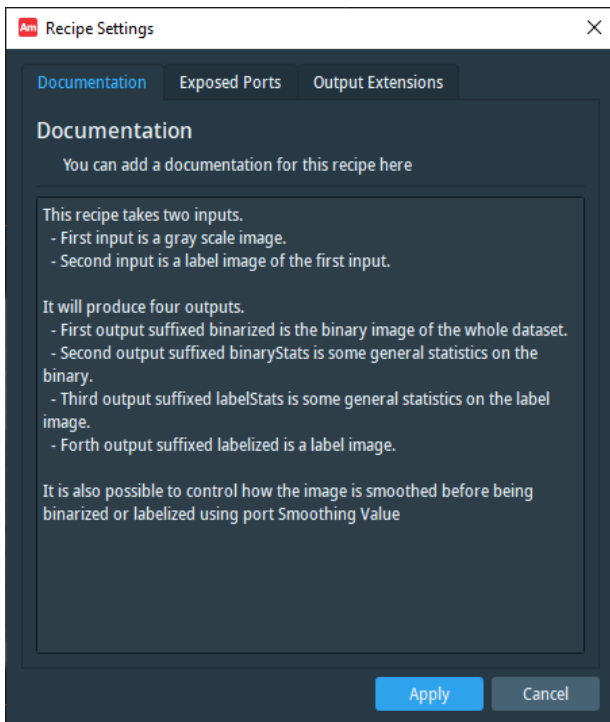 Am Recipe Settings
Documentation Exposed Ports Output Extensions
Documentation
You can add a documentation for this recipe here
This recipe takes two inputs.
- First input is a gray scale image.
- Second input is a label image of the first input.
It will produce four outputs.
- First output suffixed binarized is the binary image of the whole dataset.
- Second output suffixed binaryStats is some general statistics on the
binary.
- Third output suffixed labelStats is some general statistics on the label
image.
- Forth output suffixed labelized is a label image.
It is also possible to control how the image is smoothed before being
binarized or labelized using port Smoothing Value
Apply Cancel